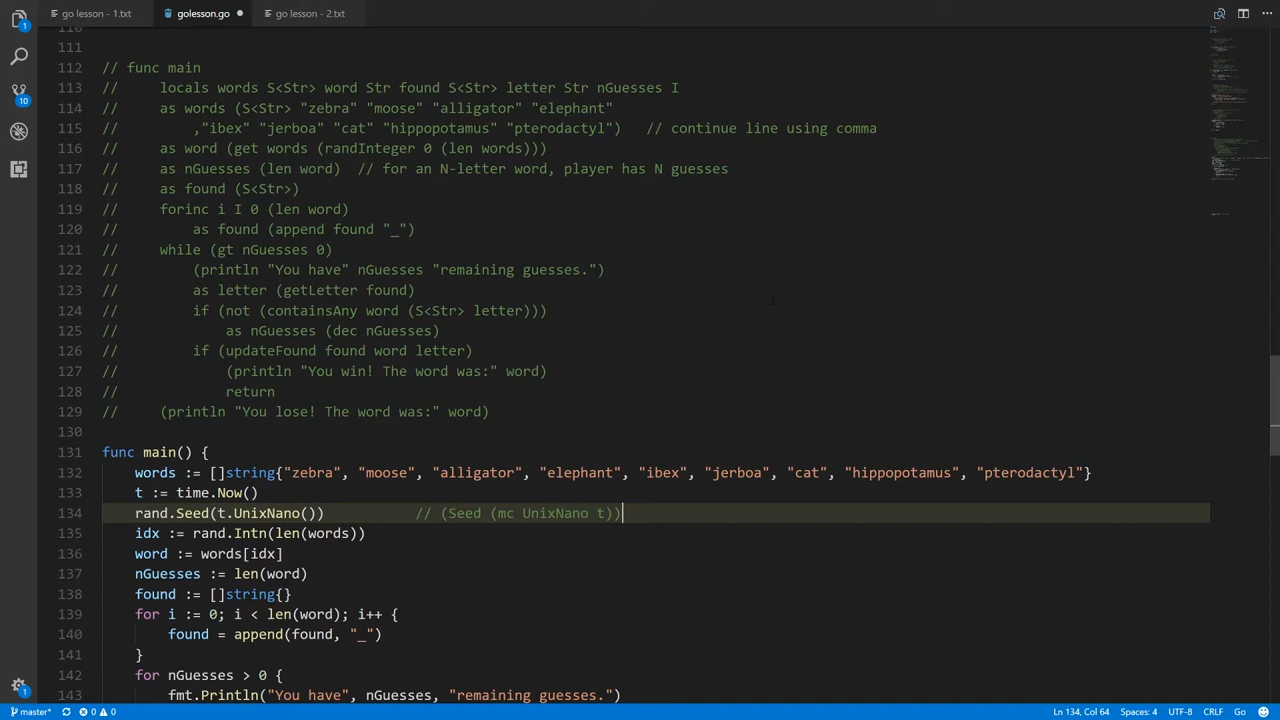 go lesson - 1.txt
golesson.go
go lesson - 2.txt
1
10
1
110
111
112 // func main
113 // locals words S<Str> word Str found S<Str> letter Str nGuesses I
114 // as words (S<Str> "zebra" "moose" "alligator" "elephant"
115 // ,"ibex" "jerboa" "cat" "hippopotamus" "pterodactyl") // continue line using comma
116 // as word (get words (randInteger 0 (len words)))
117 // as nGuesses (len word) // for an N-letter word, player has N guesses
118 // as found (S<Str>)
119 // forinc i I 0 (len word)
120 // as found (append found "_")
121 // while (gt nGuesses 0)
122 // (println "You have" nGuesses "remaining guesses.")
123 // as letter (getLetter found)
124 // if (not (containsAny word (S<Str> letter)))
125 // as nGuesses (dec nGuesses)
126 // if (updateFound found word letter)
127 // (println "You win! The word was:" word)
128 // return
129 // (println "You lose! The word was:" word)
130
131 func main() {
132 words := []string{"zebra", "moose", "alligator", "elephant", "ibex", "jerboa", "cat", "hippopotamus", "pterodactyl"}
133 t := time.Now()
134 rand.Seed(t.UnixNano()) // (Seed (mc UnixNano t))
135 idx := rand.Intn(len(words))
136 word := words[idx]
137 nGuesses := len(word)
138 found := []string{}
139 for i := 0; i < len(word); i++ {
140 found = append(found, "_")
141 }
142 for nGuesses > 0 {
143 fmt.Println("You have", nGuesses, "remaining guesses.")
master* 0 0 Ln 134, Col 64 Spaces: 4 UTF-8 CRLF Go